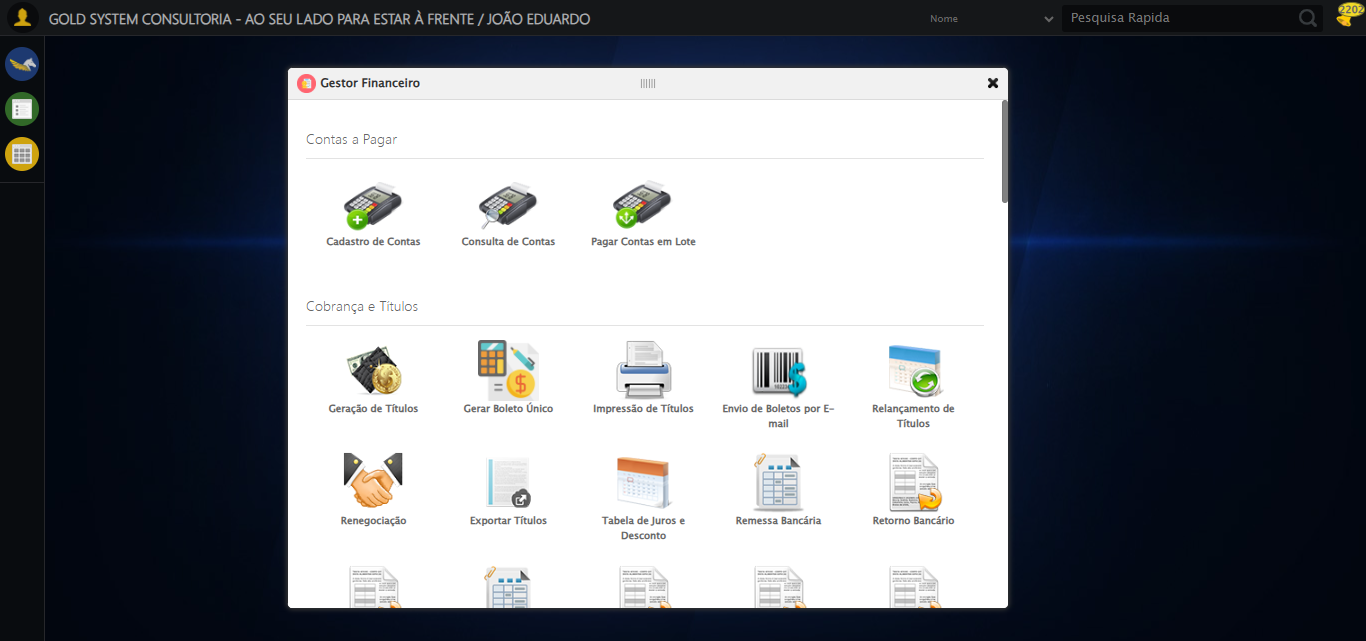 GOLD SYSTEM CONSULTORIA - AO SEU LADO PARA ESTAR À FRENTE / JOÃO EDUARDO
Nome
Pesquisa Rapida
2202
Gestor Financeiro
Contas a Pagar
Cadastro de Contas
Consulta de Contas
Pagar Contas em Lote
Cobrança e Títulos
Geração de Títulos
Gerar Boleto Único
Impressão de Títulos
Envio de Boletos por E-
mail
Relançamento de
Títulos
Renegociação
Exportar Títulos
Tabela de Juros e
Desconto
Remessa Bancária
Retorno Bancário